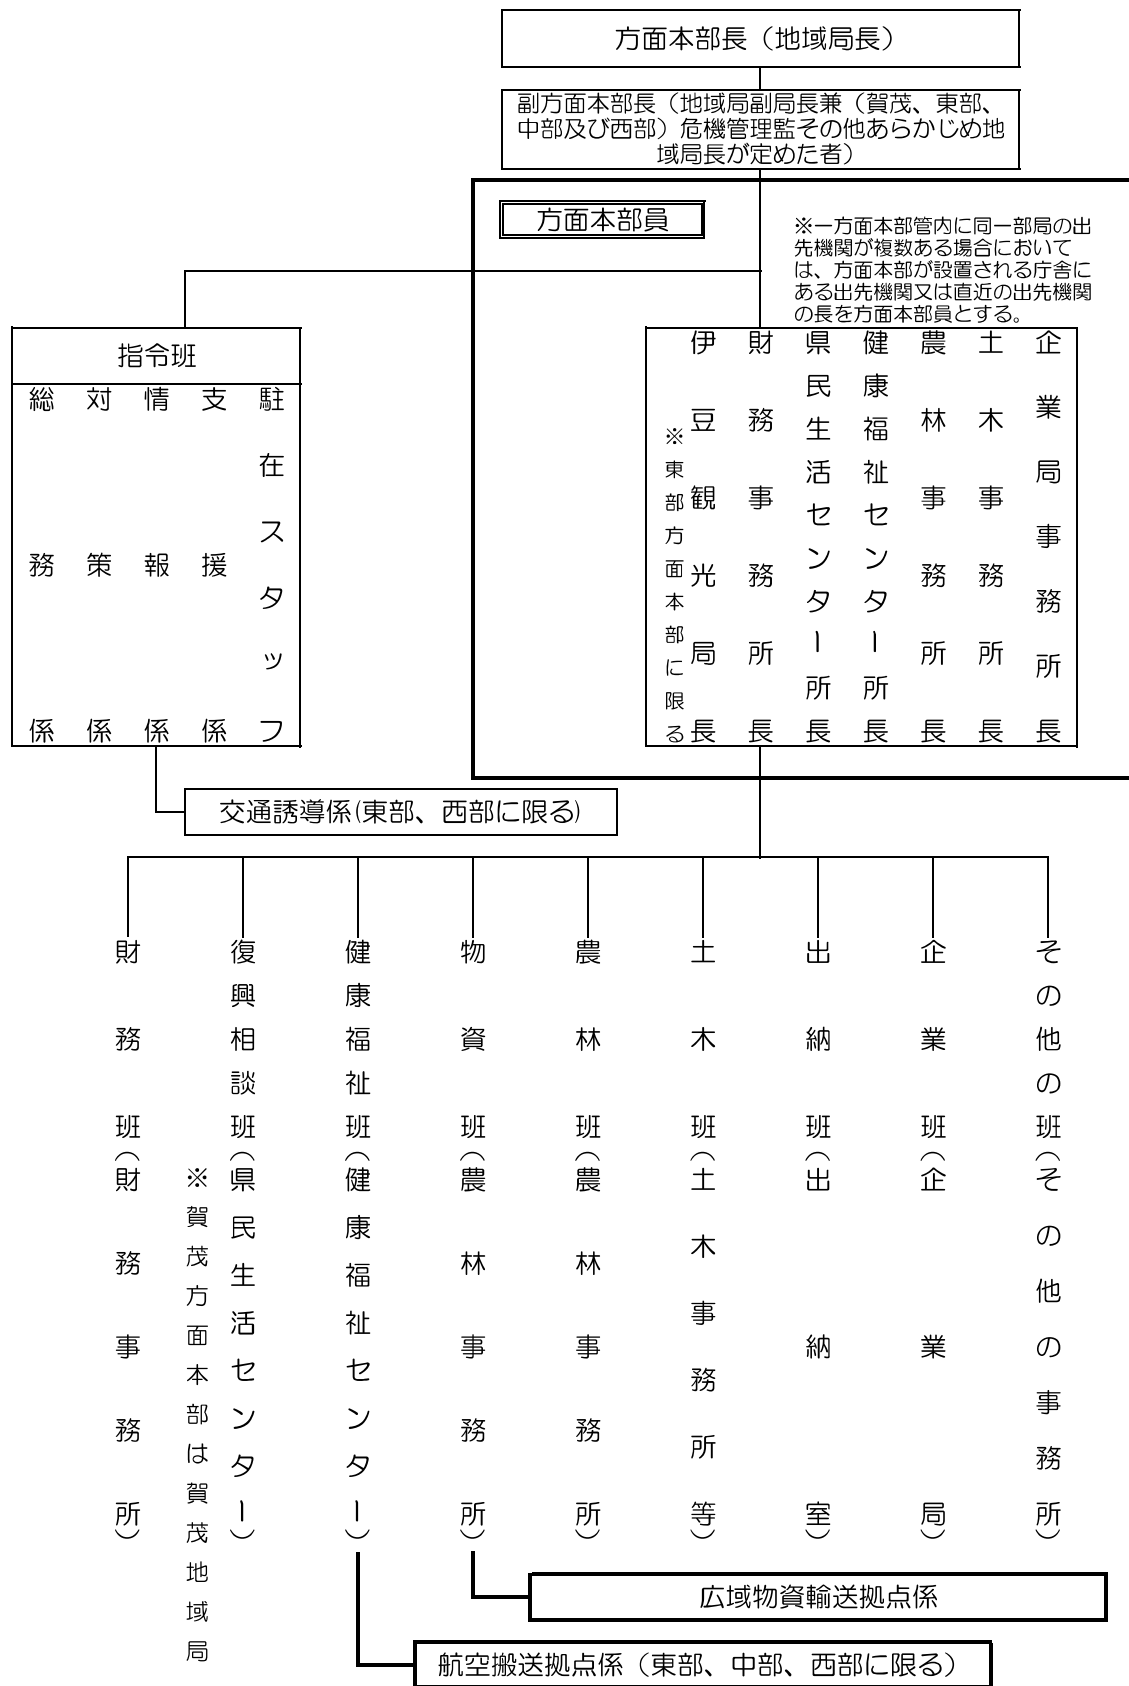 方面本部長（地域局長）
副方面本部長（地域局副局長兼（賀茂、東部、
中部及び西部）危機管理監その他あらかじめ地
域局長が定めた者）
方面本部員
※一方面本部管内に同一部局の出
先機関が複数ある場合において
は、方面本部が設置される庁舎に
ある出先機関又は直近の出先機関
の長を方面本部員とする。
指令班
総務係
対策係
情報係
支援係
駐在スタッフ
※東部方面本部に限る
伊豆観光局長
財務事務所長
県民生活センター所長
健康福祉センター所長
農林事務所長
土木事務所長
企業局事務所長
交通誘導係(東部、西部に限る)
財務班（財務事務所）
※賀茂方面本部は賀茂地域局
復興相談班（県民生活センター）
健康福祉班（健康福祉センター）
物資班（農林事務所）
農林班（農林事務所）
土木班（土木事務所等）
出納班（出納室）
企業班（企業局）
その他の班（その他の事務所）
広域物資輸送拠点係
航空搬送拠点係（東部、中部、西部に限る）